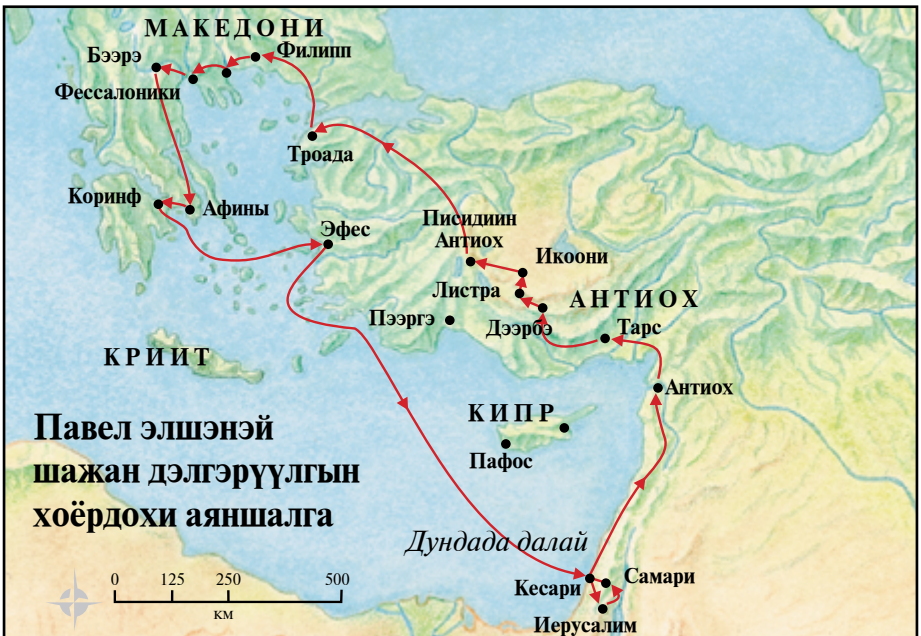 МАКЕДОНИ
Бээрэ
Филипп
Фессалоники
Троада
Коринф
Афины
Эфес
Писидиин
Антиох
Икоони
Листра
АНТИОХ
Пээргэ
Дээрбэ
Тарс
КРИИТ
Антиох
КИПР
Пафос
Павел элшэнэй
шажан дэлгэрүүлгын
хоёрдохи аяншалга
Дундада далай
Кесари
Самари
Иерусалим
0 125 250 500
км